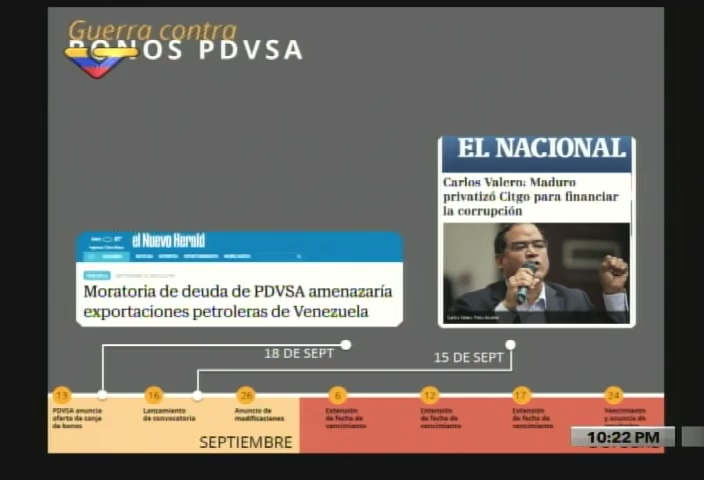 Guerra contra
BONOS PDVSA
EL NACIONAL
Carlos Valero: Maduro
privatizó Citgo para financiar
la corrupción
el Nuevo Herald
Moratoria de deuda de PDVSA amenazaría
exportaciones petroleras de Venezuela
18 DE SEPT
15 DE SEPT
13
16
26
6
12
17
24
PDVSA anuncia
oferta de canje
de bonos
Lanzamiento
de convocatoria
Anuncio de
modificaciones
Extensión
de fecha de
vencimiento
Extensión
de fecha de
vencimiento
Extensión
de fecha de
vencimiento
Vencimiento
y anuncio de
SEPTIEMBRE
10:22 PM